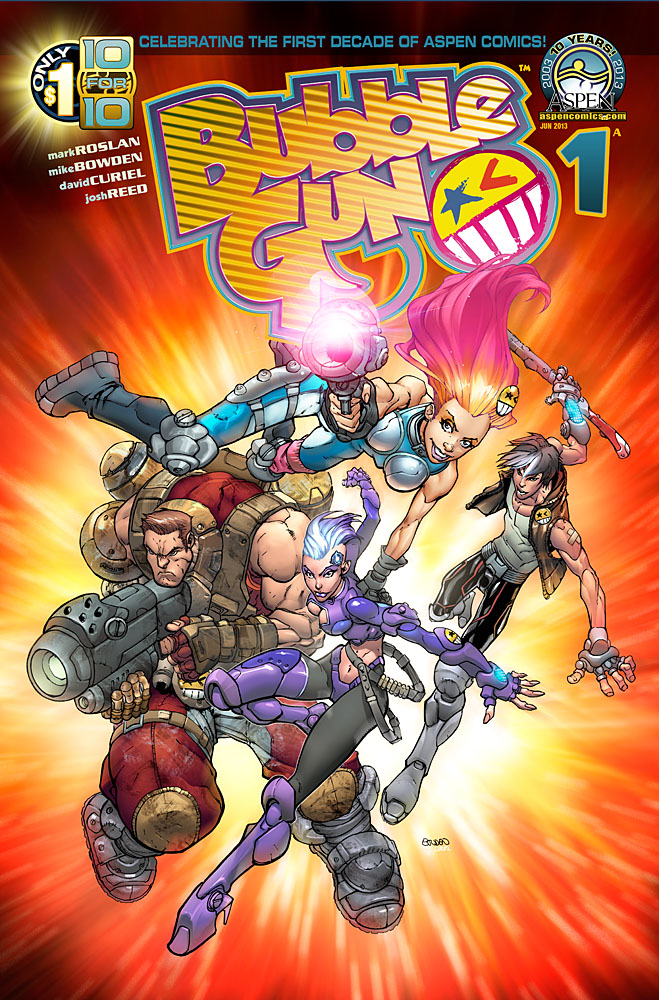 CELEBRATING THE FIRST DECADE OF ASPEN COMICS!
ONLY
$1
10
FOR
10
markROSLAN
mikeBOWDEN
davidCURIEL
joshREED
BUBBLE
GUN
TM
2003 10 YEARS! 2013
ASPEN
aspencomics.com
JUN 2013
1
A
BOWDEN